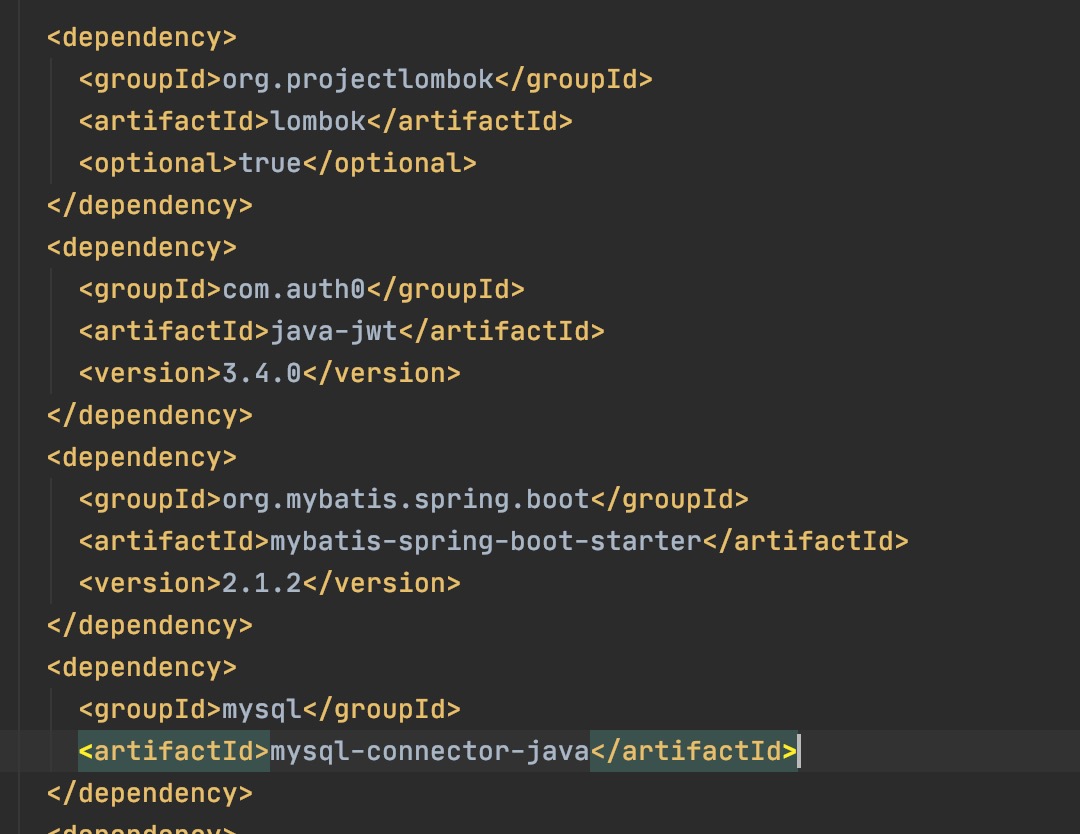 <dependency>
<groupId>org.projectlombok</groupId>
<artifactId>lombok</artifactId>
<optional>true</optional>
</dependency>
<dependency>
<groupId>com.auth0</groupId>
<artifactId>java-jwt</artifactId>
<version>3.4.0</version>
</dependency>
<dependency>
<groupId>org.mybatis.spring.boot</groupId>
<artifactId>mybatis-spring-boot-starter</artifactId>
<version>2.1.2</version>
</dependency>
<dependency>
<groupId>mysql</groupId>
<artifactId>mysql-connector-java</artifactId>
</dependency>
<dependency>